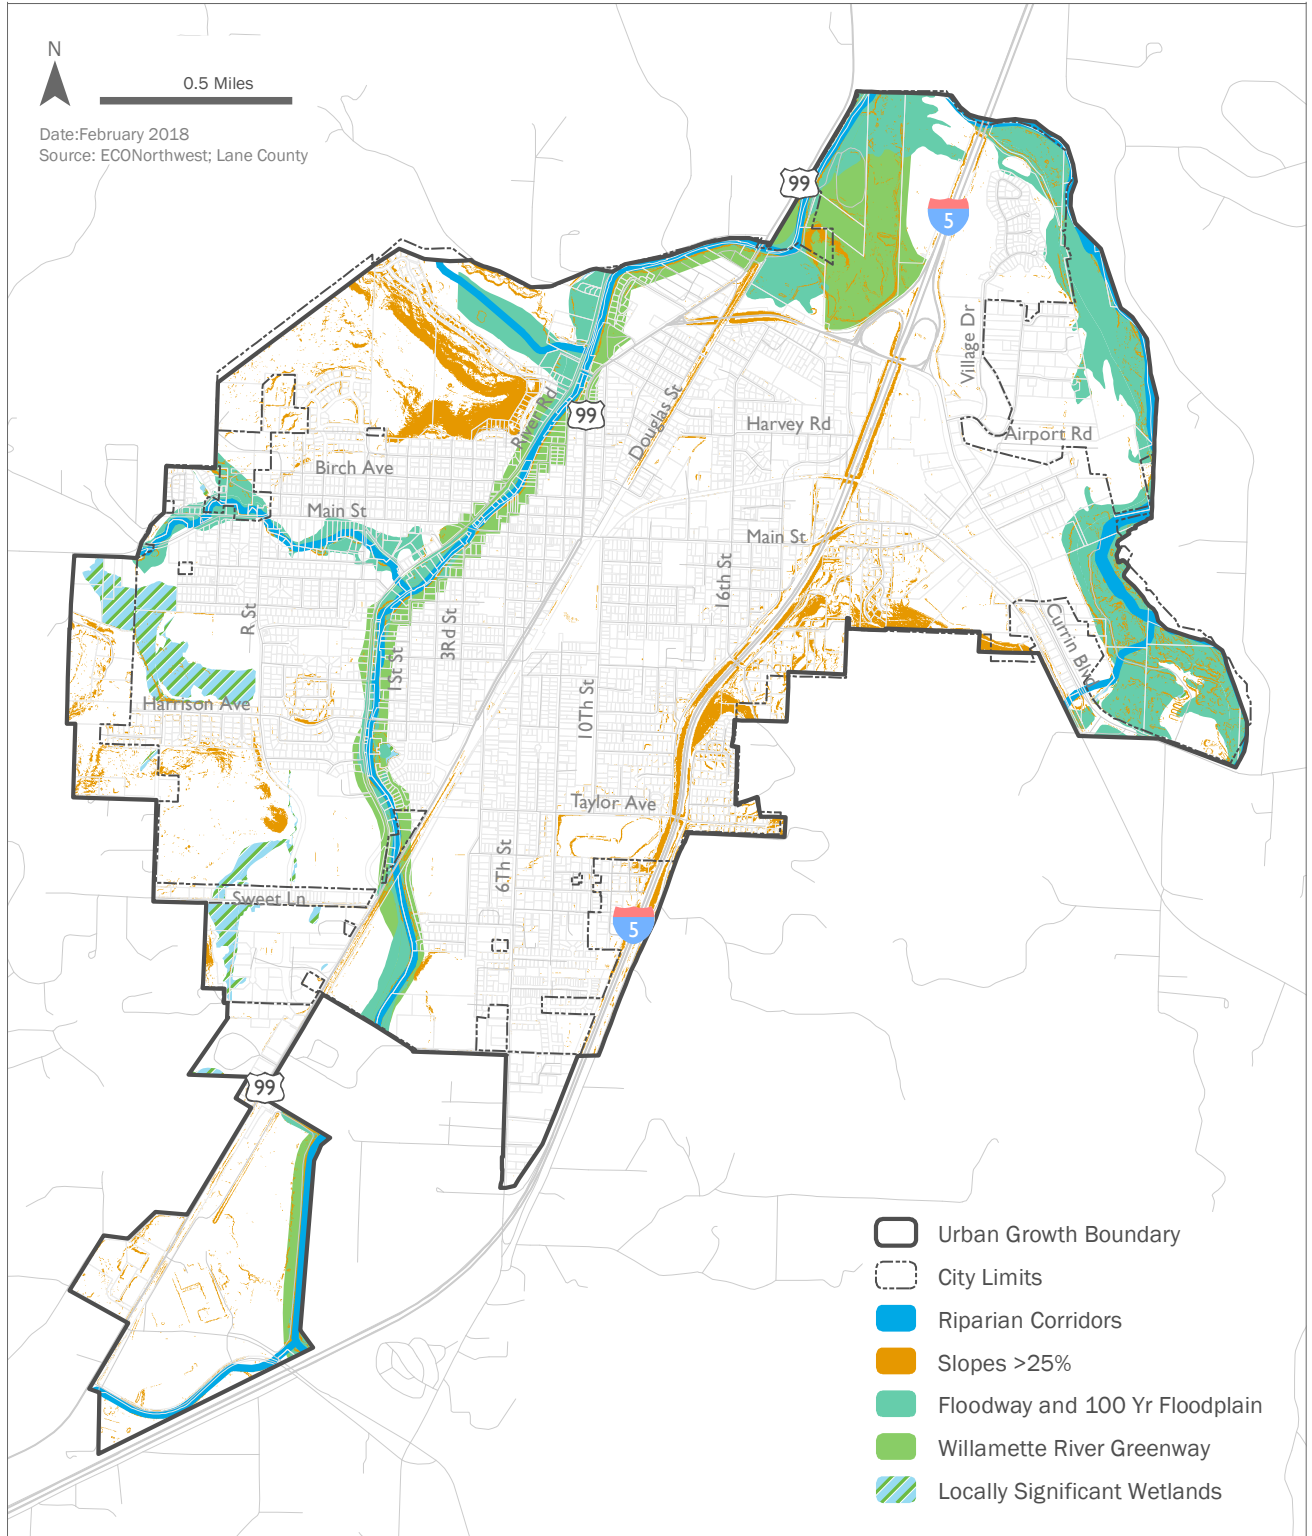 N
0.5 Miles
Date:February 2018
Source: ECONorthwest; Lane County
99
5
Village Dr
River Rd
99
Douglas St
Harvey Rd
Airport Rd
Birch Ave
Main St
Main St
16th St
R St
3Rd St
1St St
Currin Blvd
10Th St
Harrison Ave
Taylor Ave
6Th St
Sweet Ln
5
99
Urban Growth Boundary
City Limits
Riparian Corridors
Slopes >25%
Floodway and 100 Yr Floodplain
Willamette River Greenway
Locally Significant Wetlands